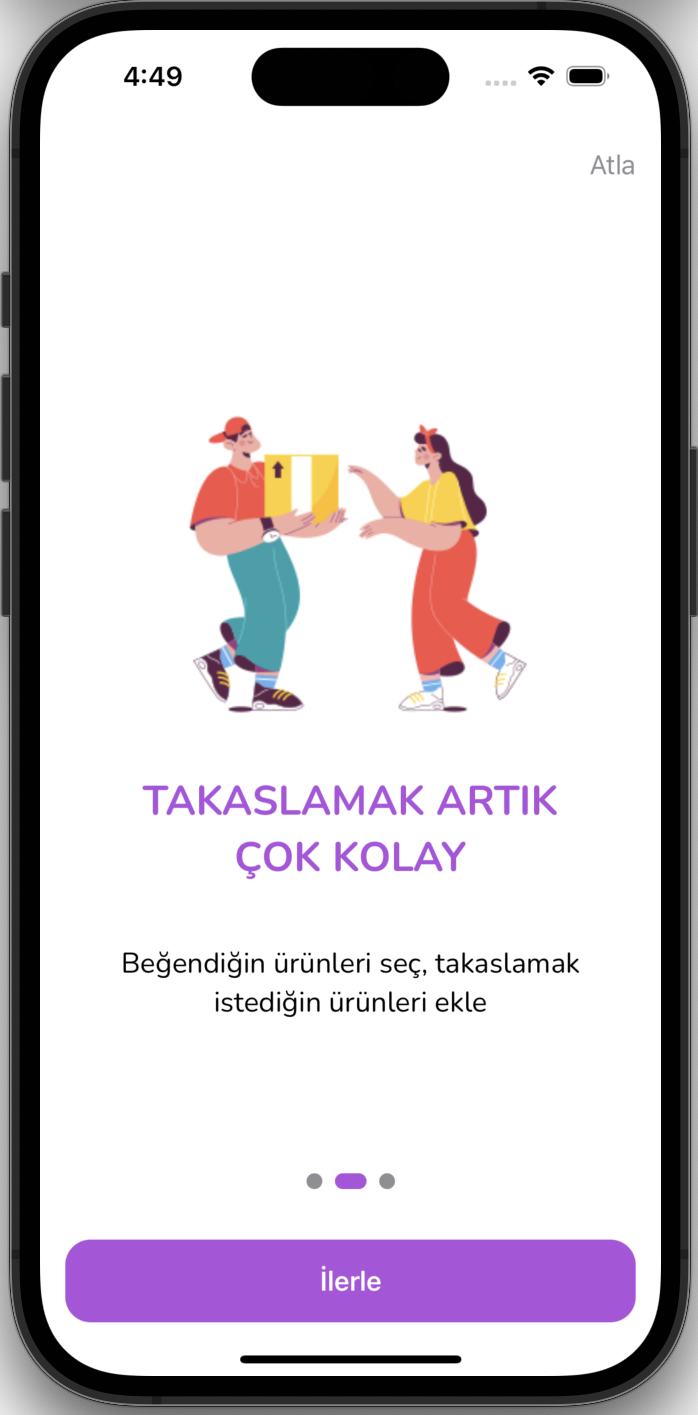 4:49
Atla
TAKASLAMAK ARTIK
ÇOK KOLAY
Beğendiğin ürünleri seç, takaslamak
istediğin ürünleri ekle
İlerle